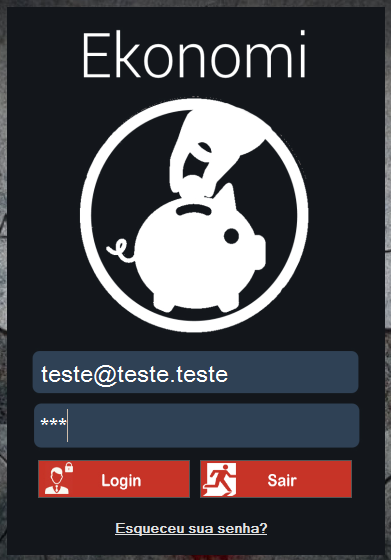 Ekonomi
teste@teste.teste
***
Login
Sair
Esqueceu sua senha?